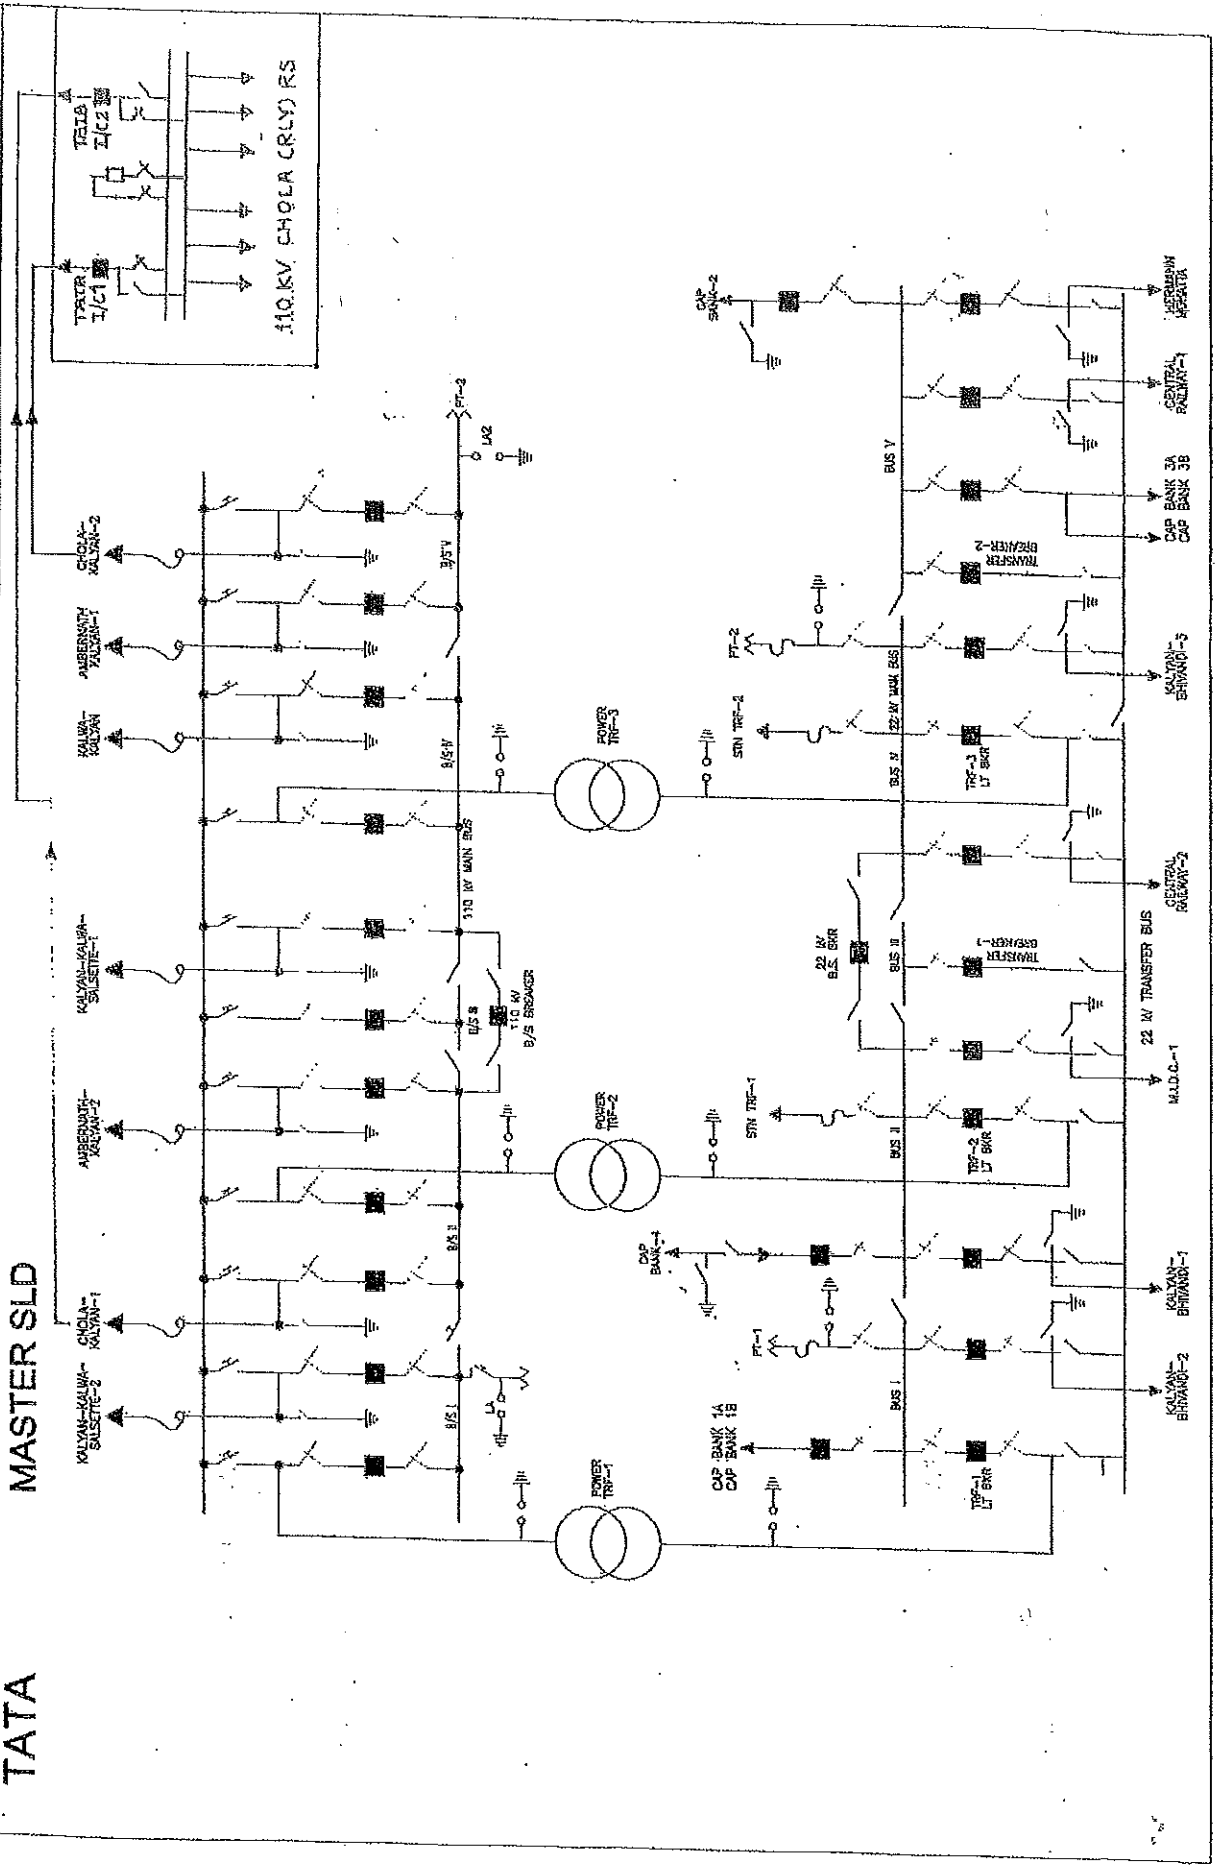 TATA
MASTER SLD
KALYAN-KALWA-
SALSETTE-2
CHOLA-
KALYAN-1
AMBERNATH-
KALYAN-2
KALYAN-KALWA-
SALSETTE-1
KALWA-
KALYAN
AMBERNATH
KALYAN-1
CHOLA-
KALYAN-2
TATA
I/C1
TATA
I/C2
110 KV CHOLA CRLY) RS
B/S I
B/S II
B/S III
110 KV MAIN BUS
B/S-IV
B/S-V
PT-2
LA
110 KV
B/S BREAKER
LA2
POWER
TRF-1
POWER
TRF-2
POWER
TRF-3
CAP BANK 1A
CAP BANK 1B
PT-1
CAP
BANK-4
STN TRF-1
22 KV
B.S. BKR
STN TRF-2
PT-2
CAP
BANK-2
BUS I
BUS II
BUS III
BUS IV
22 KV MAIN BUS
BUS V
TRF-1
LT BKR
TRF-2
LT BKR
TRANSFER
BREAKER-1
TRF-3
LT BKR
TRANSFER
BREAKER-2
22 KV TRANSFER BUS
KALYAN-
BHIVANDI-2
KALYAN-
BHIVANDI-1
M.I.D.C.-1
CENTRAL
RAILWAY-2
KALYAN-
BHIVANDI-3
CAP BANK 3A
CAP BANK 3B
CENTRAL
RAILWAY-1